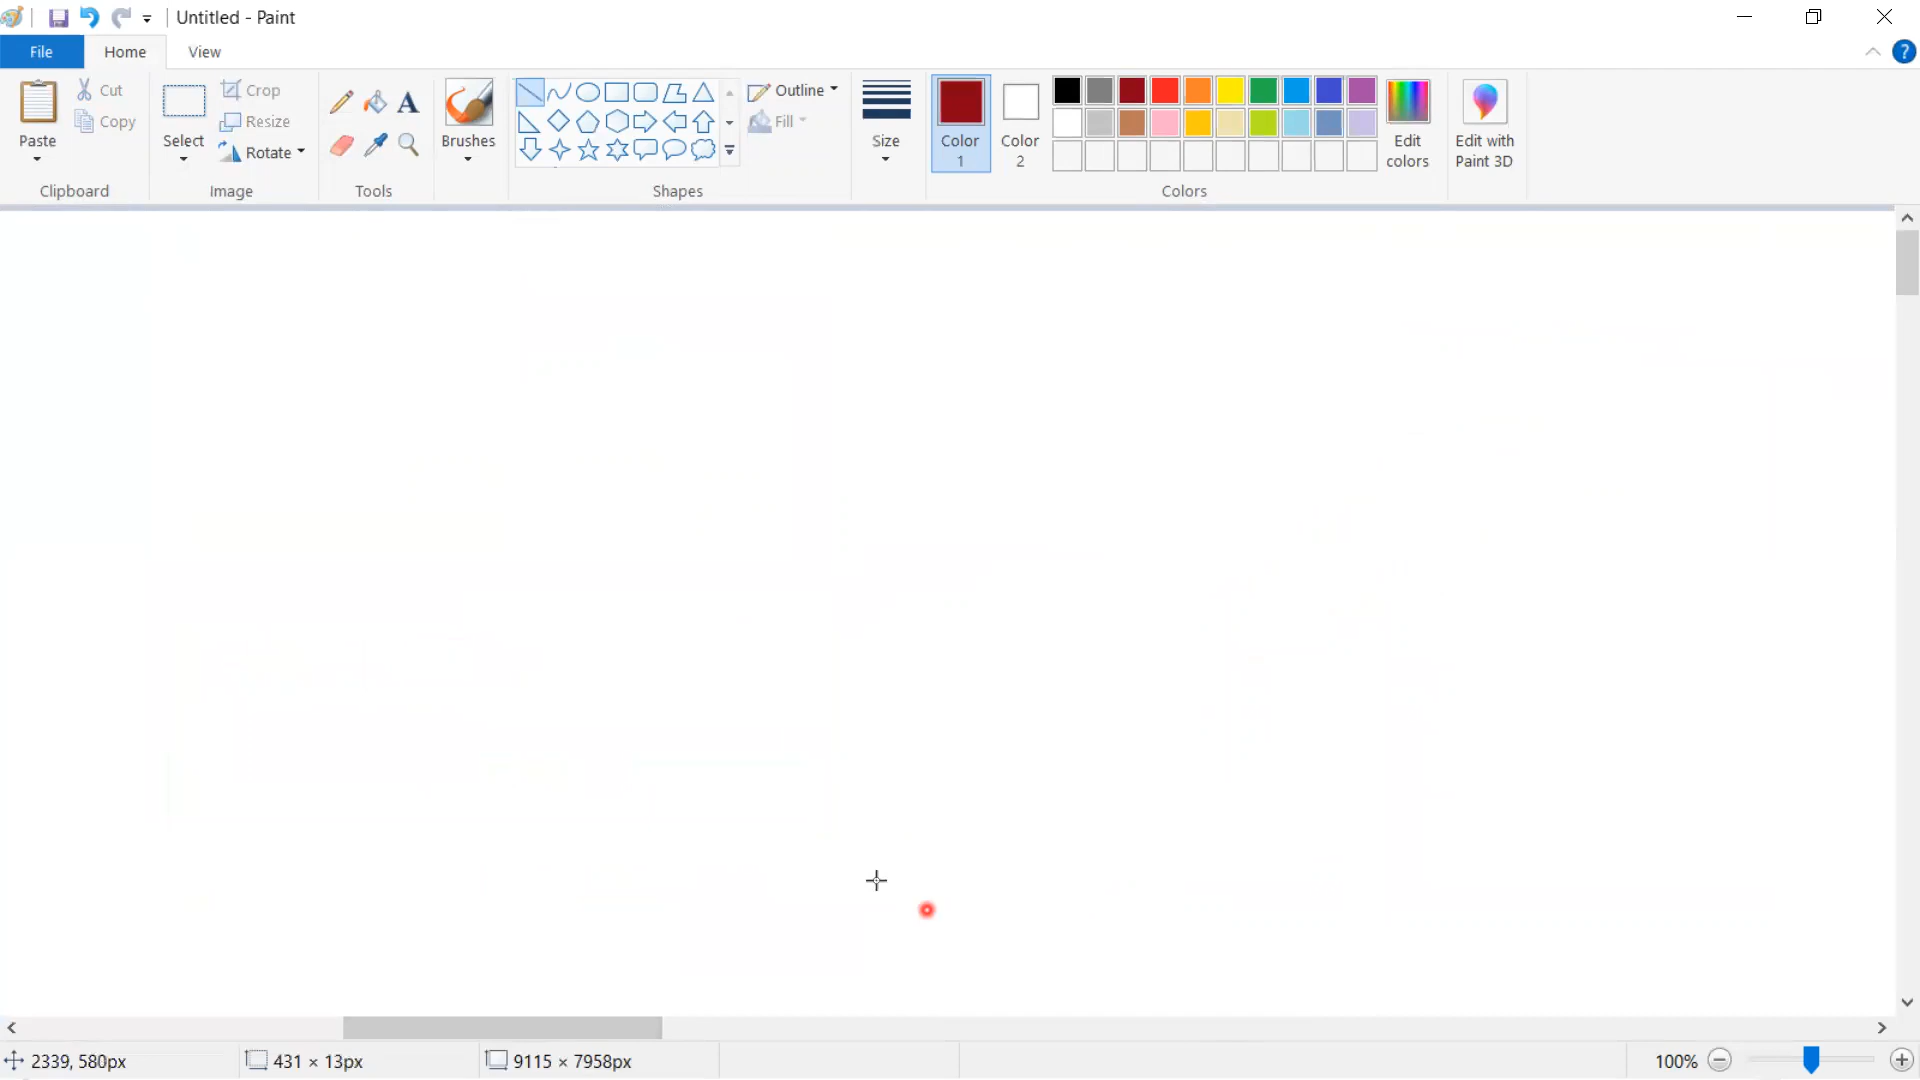 Untitled - Paint
File Home View
Paste Cut Copy Clipboard
Select Crop Resize Rotate Image
Tools
A
Brushes
Shapes
Outline Fill
Size
Color 1
Color 2
Colors
Edit colors
Edit with Paint 3D
?
2339, 580px 431 × 13px 9115 × 7958px 100%